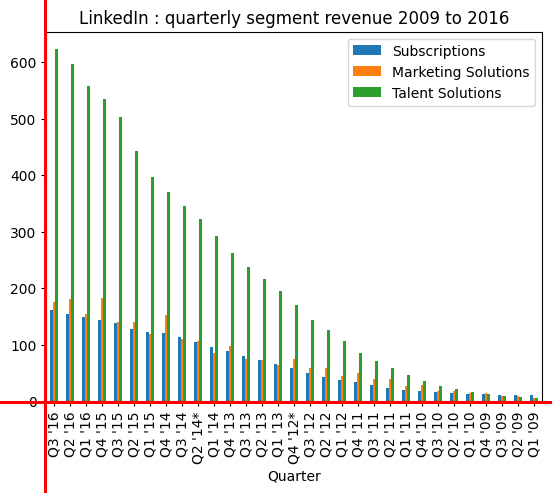 LinkedIn : quarterly segment revenue 2009 to 2016
Subscriptions
Marketing Solutions
Talent Solutions
600
500
400
300
200
100
0
Q3 '16
Q2 '16
Q1 '16
Q4 '15
Q3 '15
Q2 '15
Q1 '15
Q4 '14
Q3 '14
Q2 '14*
Q1 '14
Q4 '13
Q3 '13
Q2 '13
Q1 '13
Q4 '12*
Q3 '12
Q2 '12
Q1 '12
Q4 '11
Q3 '11
Q2 '11
Q1 '11
Q4 '10
Q3 '10
Q2 '10
Q1 '10
Q4 '09
Q3 '09
Q2 '09
Q1 '09
Quarter